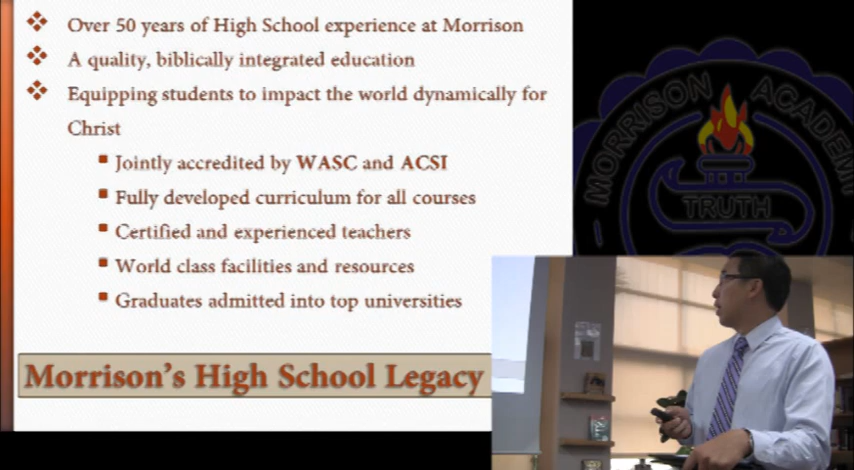 Over 50 years of High School experience at Morrison
A quality, biblically integrated education
Equipping students to impact the world dynamically for
Christ
Jointly accredited by WASC and ACSI
Fully developed curriculum for all courses
Certified and experienced teachers
World class facilities and resources
Graduates admitted into top universities
Morrison's High School Legacy
MORRISON ACADEMY
TRUTH